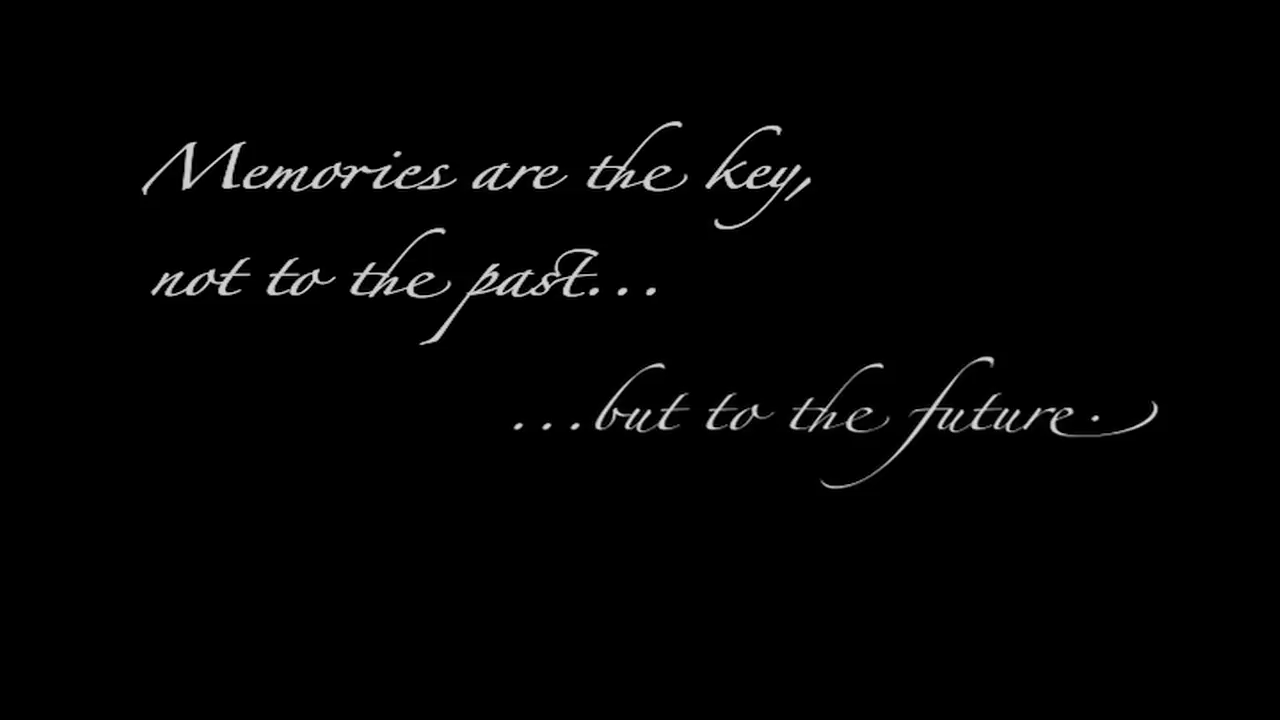 Memories are the key,
not to the past...
...but to the future.